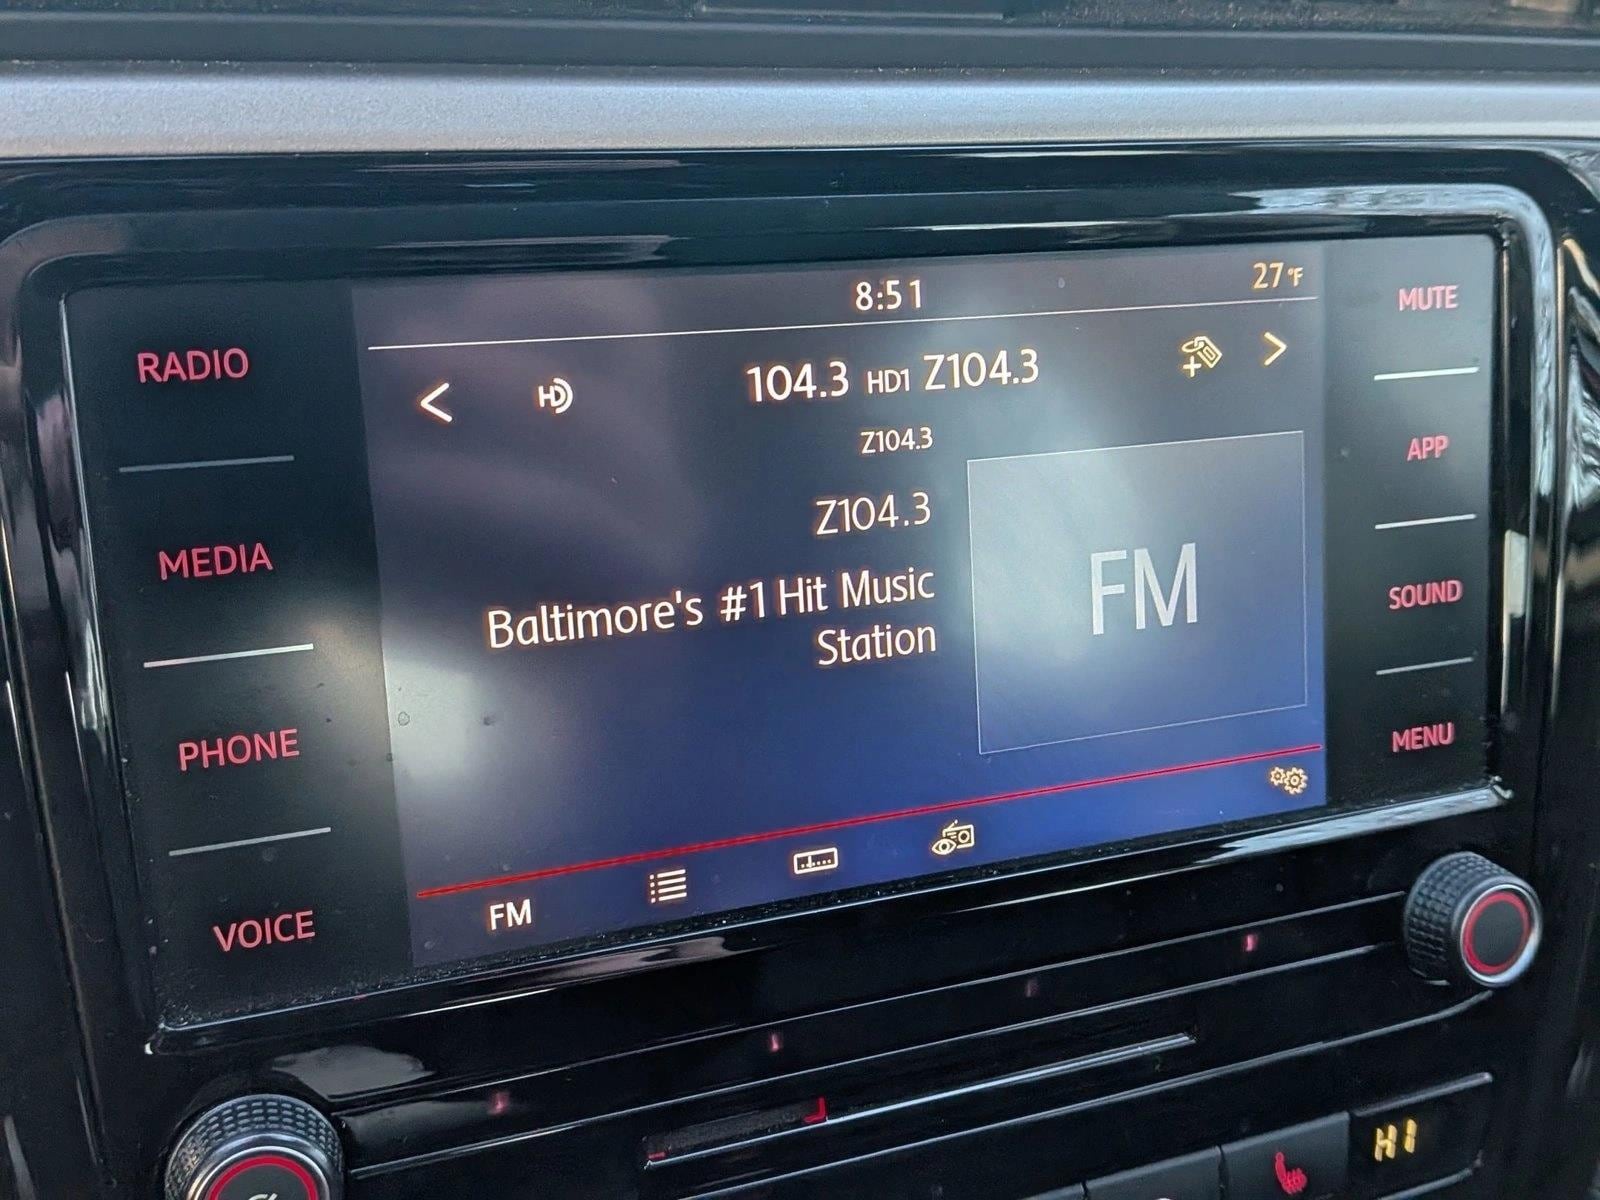 8:51
27°F
RADIO
MEDIA
PHONE
VOICE
HD
104.3 HD1 Z104.3
Z104.3
Z104.3
Baltimore's #1 Hit Music
Station
FM
FM
MUTE
APP
SOUND
MENU
HI